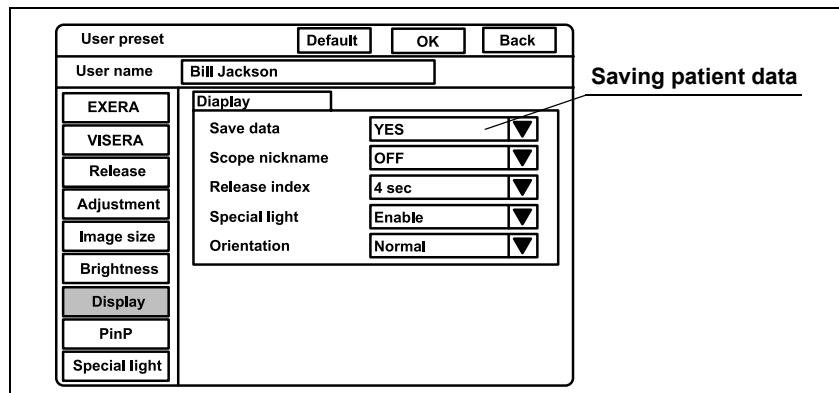 User preset Default OK Back
User name Bill Jackson
Saving patient data
EXERA
VISERA
Release
Adjustment
Image size
Brightness
Display
PinP
Special light
Diaplay
Save data YES
Scope nickname OFF
Release index 4 sec
Special light Enable
Orientation Normal